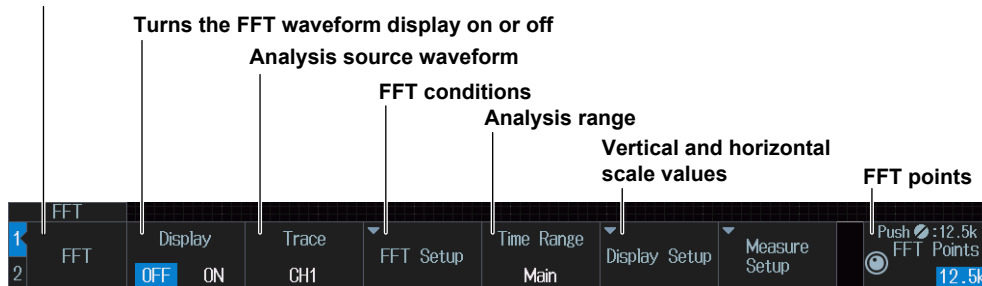 Turns the FFT waveform display on or off
Analysis source waveform
FFT conditions
Analysis range
Vertical and horizontal
scale values
FFT points
FFT
1
2
FFT
Display
OFF ON
Trace
CH1
FFT Setup
Time Range
Main
Display Setup
Measure
Setup
Push :12.5k
FFT Points
12.5k